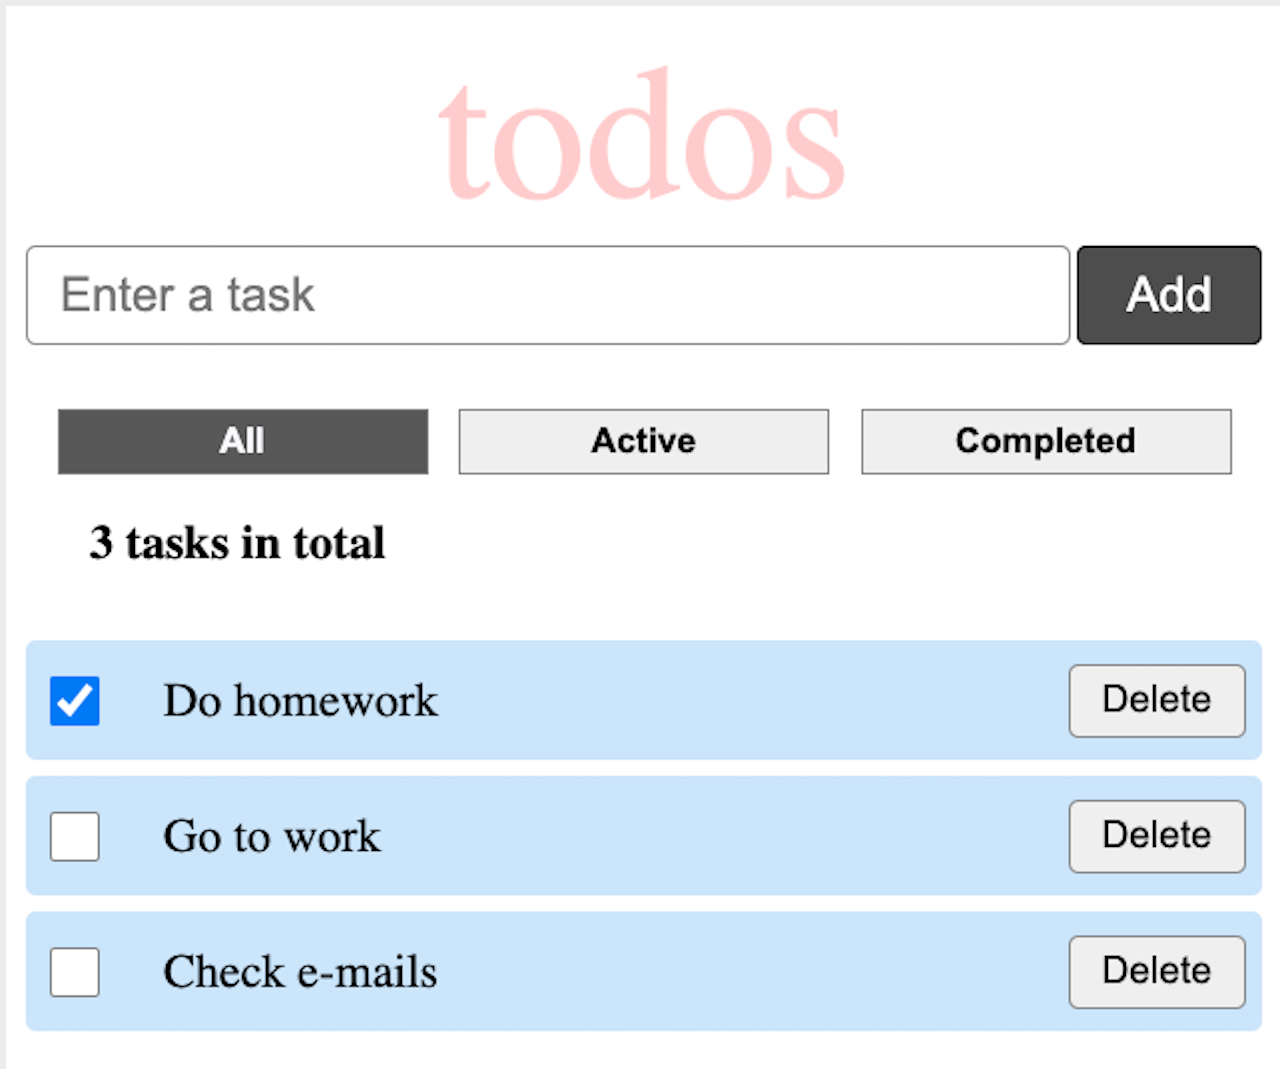 todos
Enter a task Add
All Active Completed
3 tasks in total
Do homework Delete
Go to work Delete
Check e-mails Delete